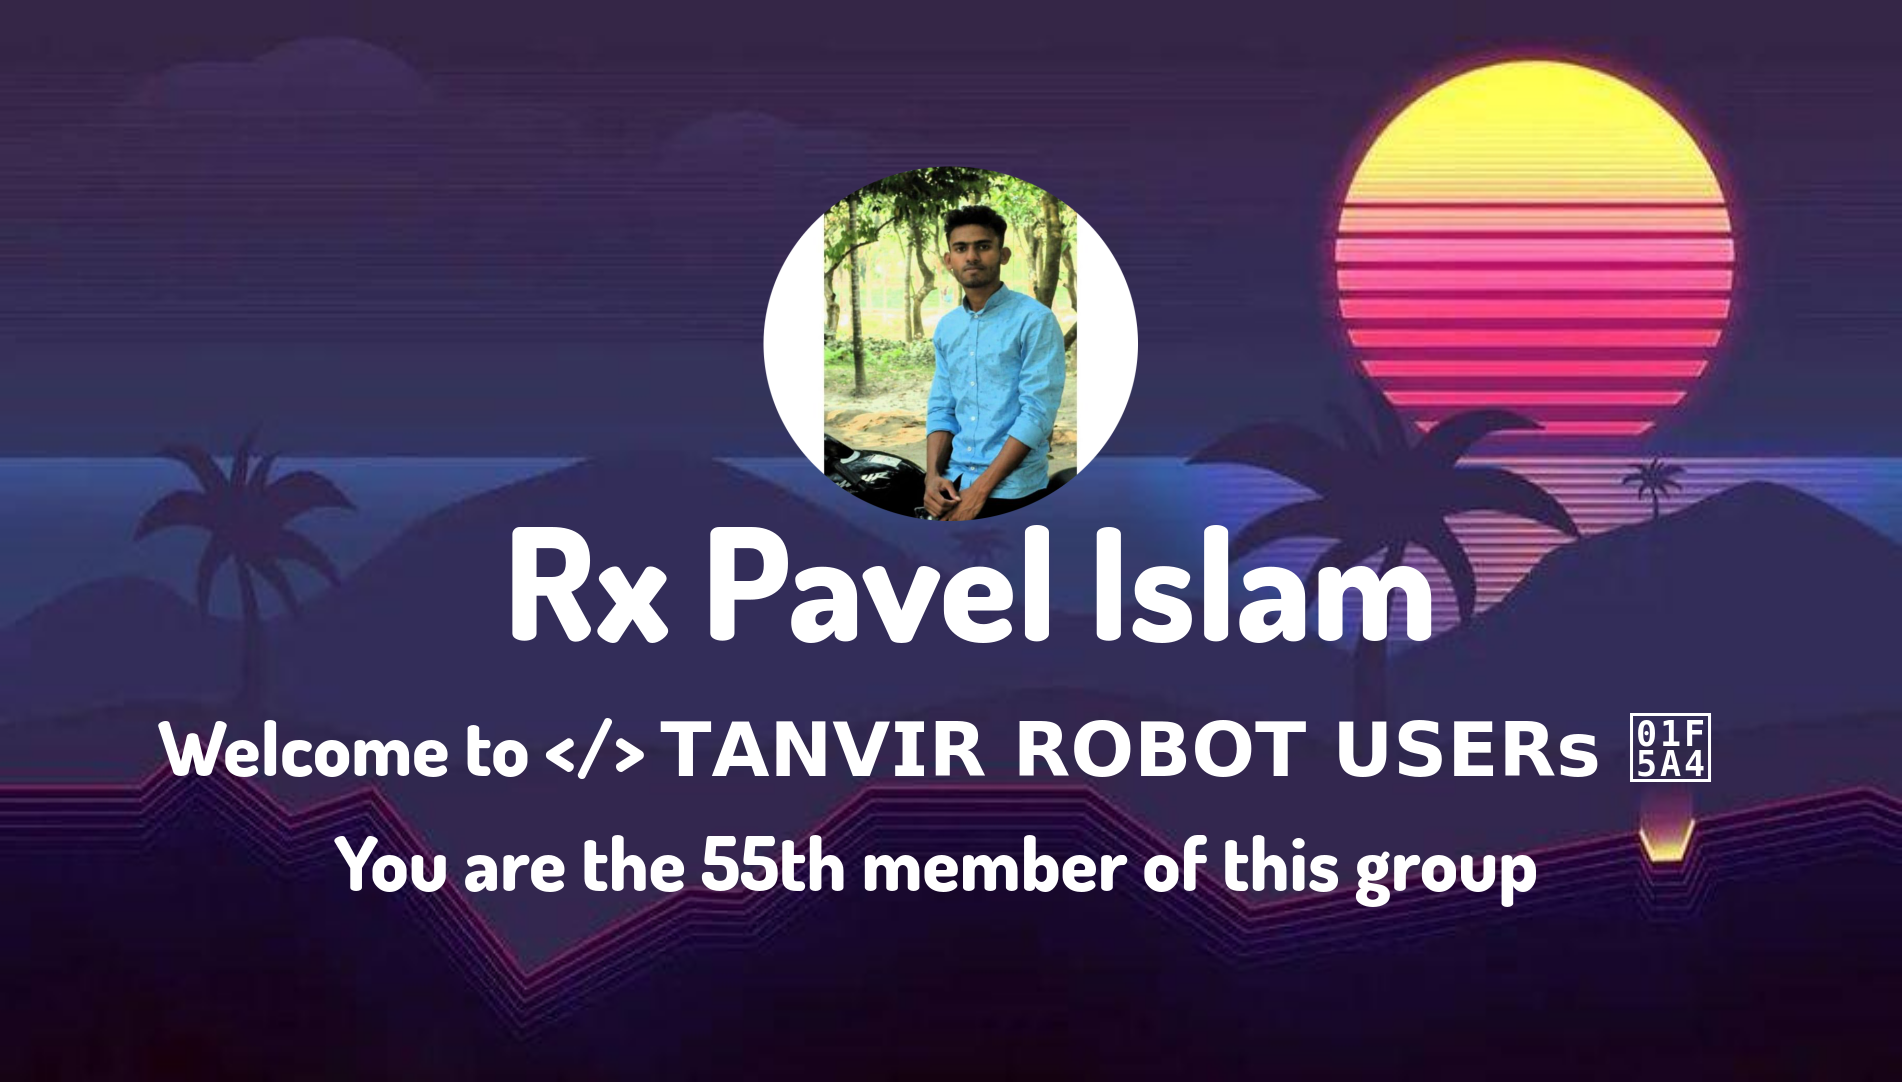 Rx Pavel Islam
Welcome to </> TANVIR ROBOT USERs 🖤
You are the 55th member of this group